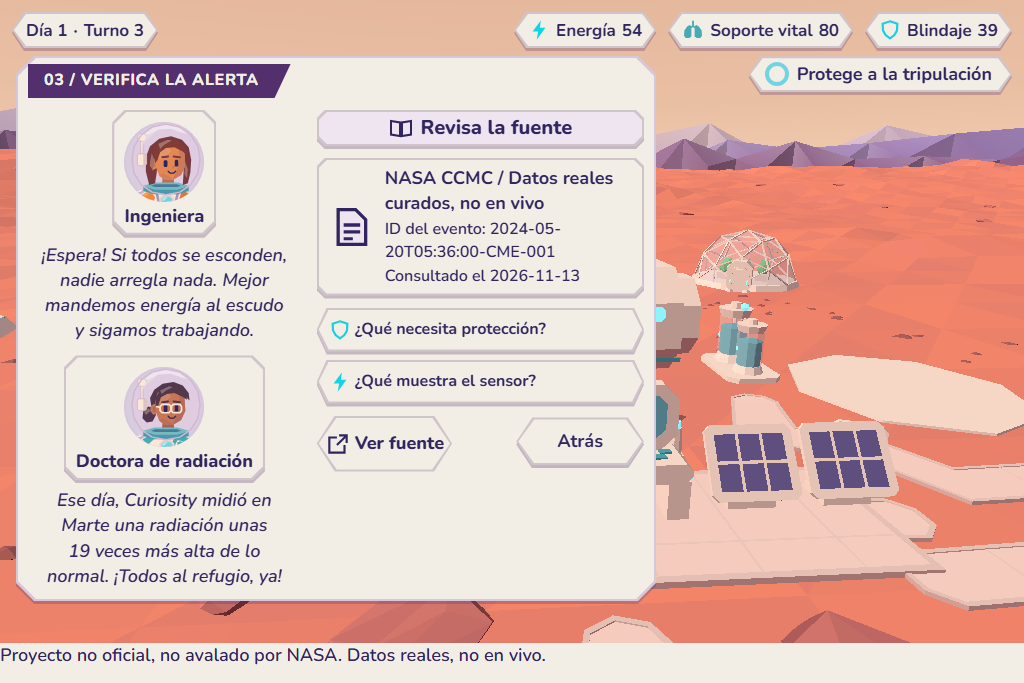 Día 1 · Turno 3
Energía 54
Soporte vital 80
Blindaje 39
Protege a la tripulación
03 / VERIFICA LA ALERTA
Ingeniera
¡Espera! Si todos se esconden,
nadie arregla nada. Mejor
mandemos energía al escudo
y sigamos trabajando.
Doctora de radiación
Ese día, Curiosity midió en
Marte una radiación unas
19 veces más alta de lo
normal. ¡Todos al refugio, ya!
Revisa la fuente
NASA CCMC / Datos reales
curados, no en vivo
ID del evento: 2024-05-
20T05:36:00-CME-001
Consultado el 2026-11-13
¿Qué necesita protección?
¿Qué muestra el sensor?
Ver fuente
Atrás
Proyecto no oficial, no avalado por NASA. Datos reales, no en vivo.